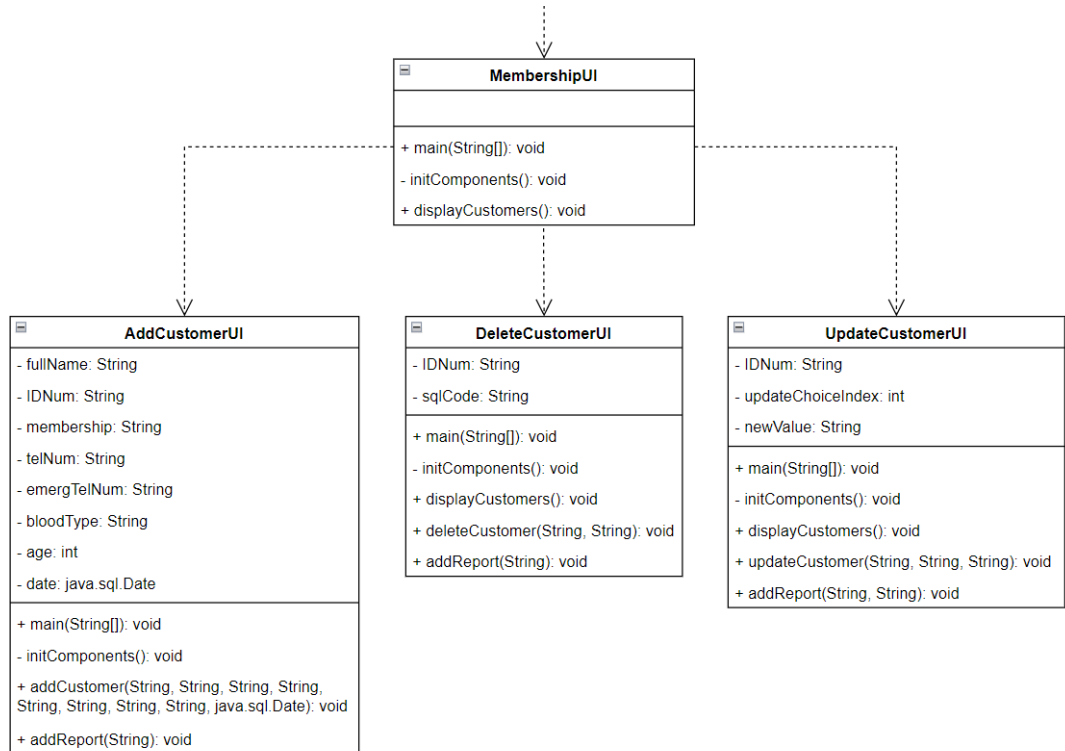 MembershipUI
+ main(String[]): void
- initComponents(): void
+ displayCustomers(): void
AddCustomerUI
- fullName: String
- IDNum: String
- membership: String
- telNum: String
- emergTelNum: String
- bloodType: String
- age: int
- date: java.sql.Date
+ main(String[]): void
- initComponents(): void
+ addCustomer(String, String, String, String,
String, String, String, String, java.sql.Date): void
+ addReport(String): void
DeleteCustomerUI
- IDNum: String
- sqlCode: String
+ main(String[]): void
- initComponents(): void
+ displayCustomers(): void
+ deleteCustomer(String, String): void
+ addReport(String): void
UpdateCustomerUI
- IDNum: String
- updateChoiceIndex: int
- newValue: String
+ main(String[]): void
- initComponents(): void
+ displayCustomers(): void
+ updateCustomer(String, String, String): void
+ addReport(String, String): void